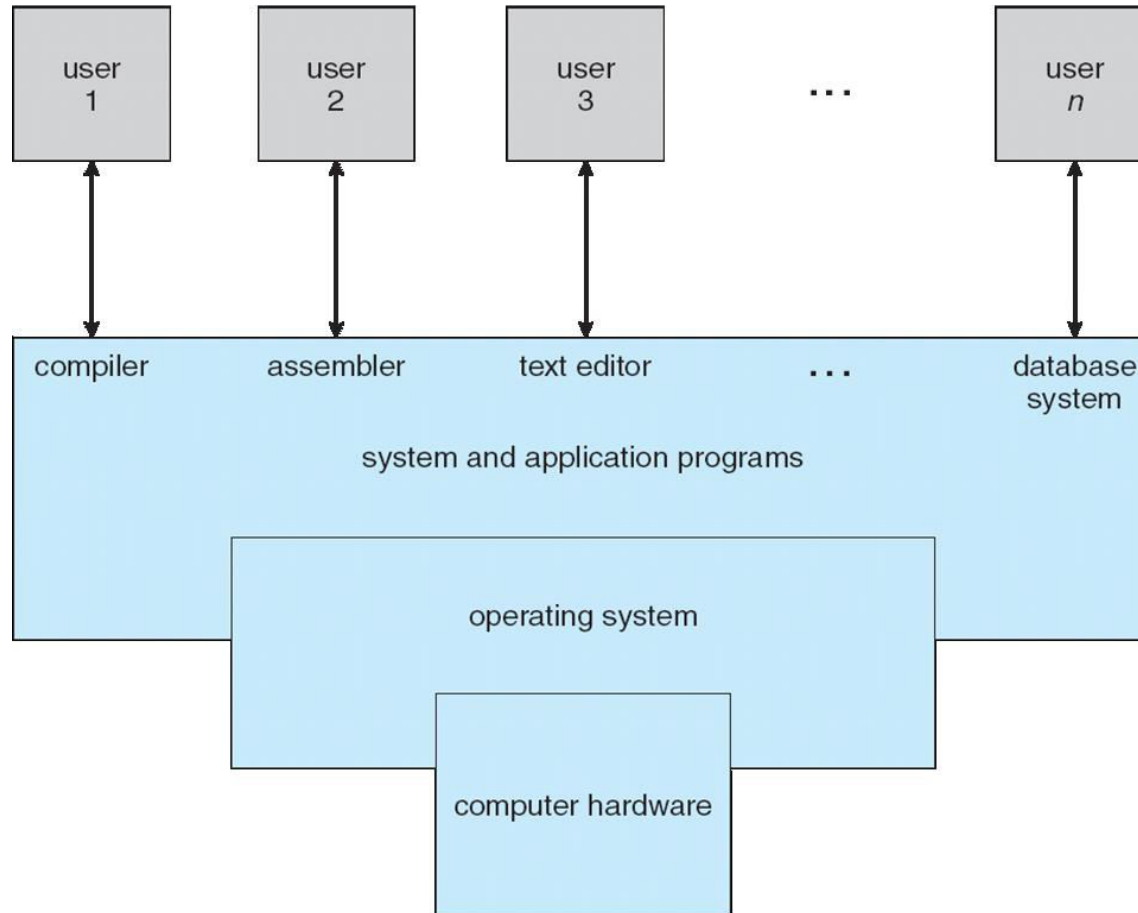 user
1
user
2
user
3
...
user
n
compiler
assembler
text editor
...
database
system
system and application programs
operating system
computer hardware